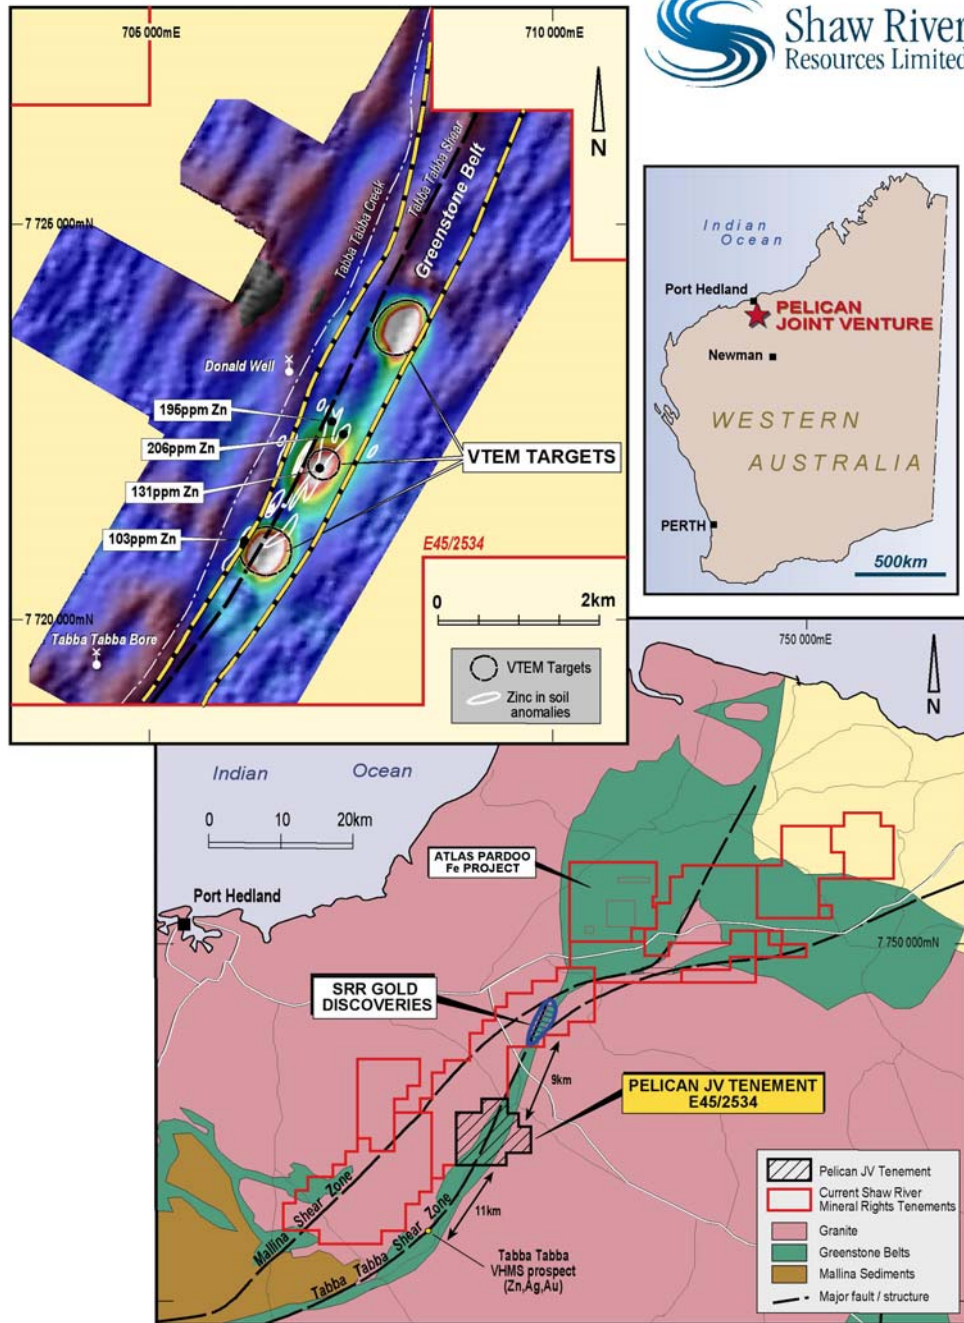 705 000mE
710 000mE
Shaw River
Resources Limited
N
7 725 000mN
Tabba Tabba Creek
Tabba Tabba Shear
Greenstone Belt
Donald Well
195ppm Zn
206ppm Zn
131ppm Zn
103ppm Zn
VTEM TARGETS
E45/2534
7 720 000mN
Tabba Tabba Bore
0
2km
VTEM Targets
Zinc in soil
anomalies
Indian
Ocean
Port Hedland
PELICAN
JOINT VENTURE
Newman
WESTERN
AUSTRALIA
PERTH
500km
750 000mE
N
Indian Ocean
0 10 20km
ATLAS PARDOO
Fe PROJECT
Port Hedland
7 750 000mN
SRR GOLD
DISCOVERIES
9km
PELICAN JV TENEMENT
E45/2534
Mallina Shear Zone
Tabba Tabba Shear Zone
11km
Tabba Tabba
VHMS prospect
(Zn,Ag,Au)
Pelican JV Tenement
Current Shaw River
Mineral Rights Tenements
Granite
Greenstone Belts
Mallina Sediments
Major fault / structure